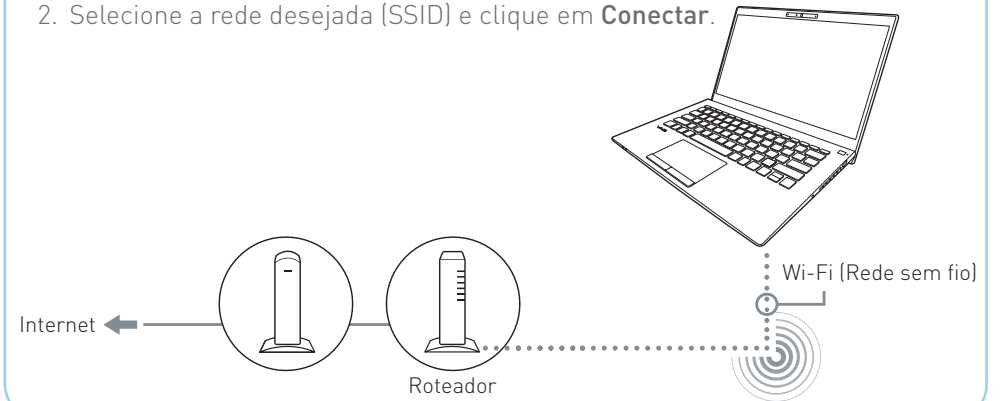 2. Selecione a rede desejada (SSID) e clique em Conectar.
Wi-Fi (Rede sem fio)
Internet
Roteador